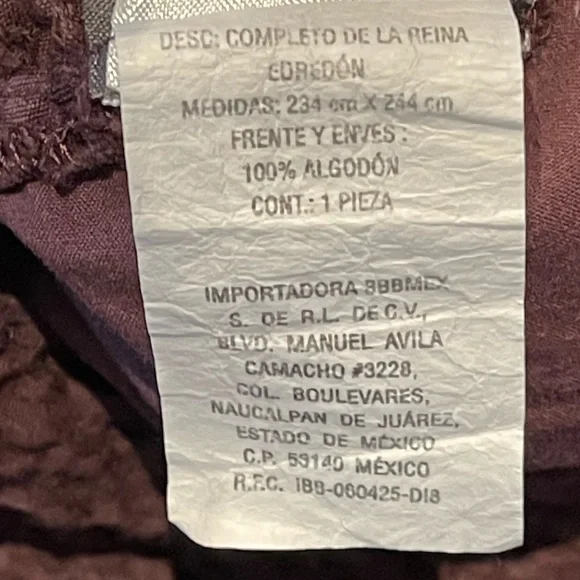 DESC: COMPLETO DE LA REINA
EDREDÓN
MEDIDAS: 234 cm X 244 cm
FRENTE Y ENVES :
100% ALGODÓN
CONT.: 1 PIEZA
IMPORTADORA BBBMEX
S. DE R.L. DE C.V.,
BLVD. MANUEL AVILA
CAMACHO #3228,
COL. BOULEVARES,
NAUCALPAN DE JUÁREZ,
ESTADO DE MÉXICO
C.P. 53140 MÉXICO
R.F.C. IBB-060425-DI8